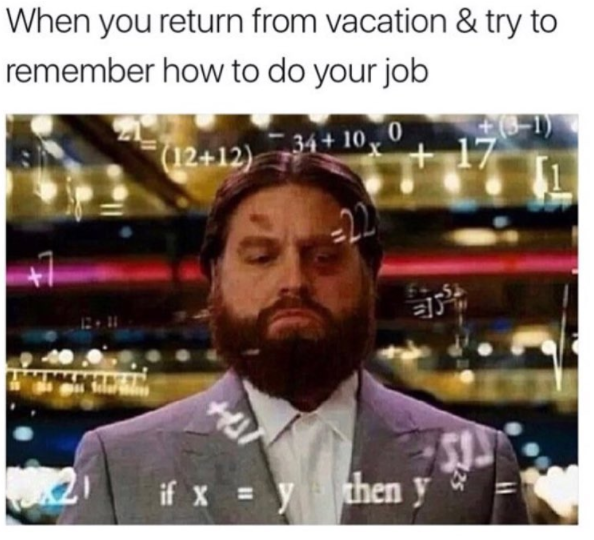 When you return from vacation & try to
remember how to do your job
(12+12)
34+ 10
x
0
+ 17
+(3-1)
=22
+7
if x = y then y =